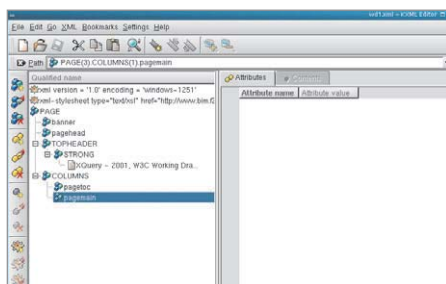 wd1.xml - KXML Editor
File Edit Go XML Bookmarks Settings Help
Path PAGE(3).COLUMNS(1).pagemain
Qualified name
xml version = '1.0' encoding = 'windows-1251'
xml-stylesheet type="text/xsl" href="http://www.bim.
PAGE
banner
pagehead
TOPHEADER
STRONG
XQuery - 2001, W3C Working Dra...
COLUMNS
pagetoc
pagemain
Attributes Contents
Attribute name Attribute value